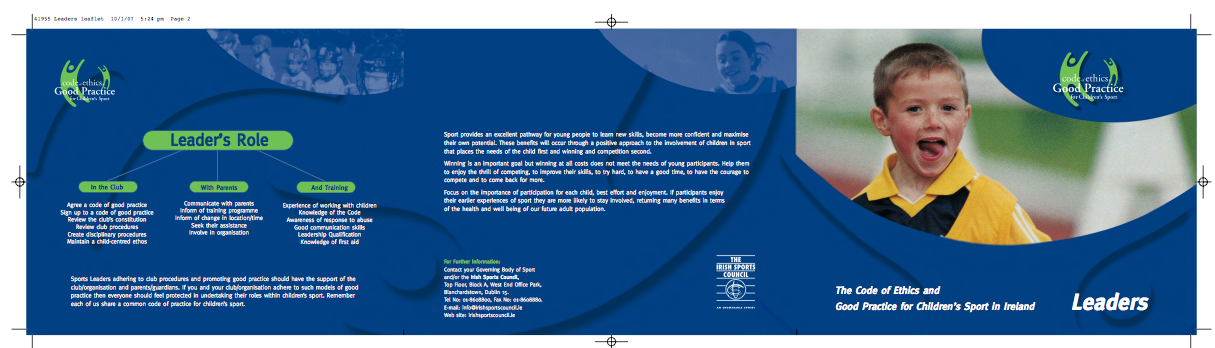 41955 Leaders leaflet 10/1/07 5:24 pm Page 2
code of ethics
Good Practice
for Children's Sport
Leader's Role
In the Club
Agree a code of good practice
Sign up to a code of good practice
Review the club's constitution
Review club procedures
Create disciplinary procedures
Maintain a child-centred ethos
With Parents
Communicate with parents
Inform of training programme
Inform of change in location/time
Seek their assistance
Involve in organisation
And Training
Experience of working with children
Knowledge of the Code
Awareness of response to abuse
Good communication skills
Leadership Qualification
Knowledge of first aid
Sports Leaders adhering to club procedures and promoting good practice should have the support of the
club/organisation and parents/guardians. If you and your club/organisation adhere to such models of good
practice then everyone should feel protected in undertaking their roles within children's sport. Remember
each of us share a common code of practice for children's sport.
Sport provides an excellent pathway for young people to learn new skills, become more confident and maximise
their own potential. These benefits will occur through a positive approach to the involvement of children in sport
that places the needs of the child first and winning and competition second.
Winning is an important goal but winning at all costs does not meet the needs of young participants. Help them
to enjoy the thrill of competing, to improve their skills, to try hard, to have a good time, to have the courage to
compete and to come back for more.
Focus on the importance of participation for each child, best effort and enjoyment. If participants enjoy
their earlier experiences of sport they are more likely to stay involved, returning many benefits in terms
of the health and well being of our future adult population.
For Further Information:
Contact your Governing Body of Sport
and/or the Irish Sports Council,
Top Floor, Block A, West End Office Park,
Blanchardstown, Dublin 15.
Tel No: 01-8608800, Fax No: 01-8608880.
E-mail: info@irishsportscouncil.ie
Web site: irishsportscouncil.ie
THE
IRISH SPORTS
COUNCIL
code of ethics
Good Practice
for Children's Sport
The Code of Ethics and
Good Practice for Children's Sport in Ireland
Leaders